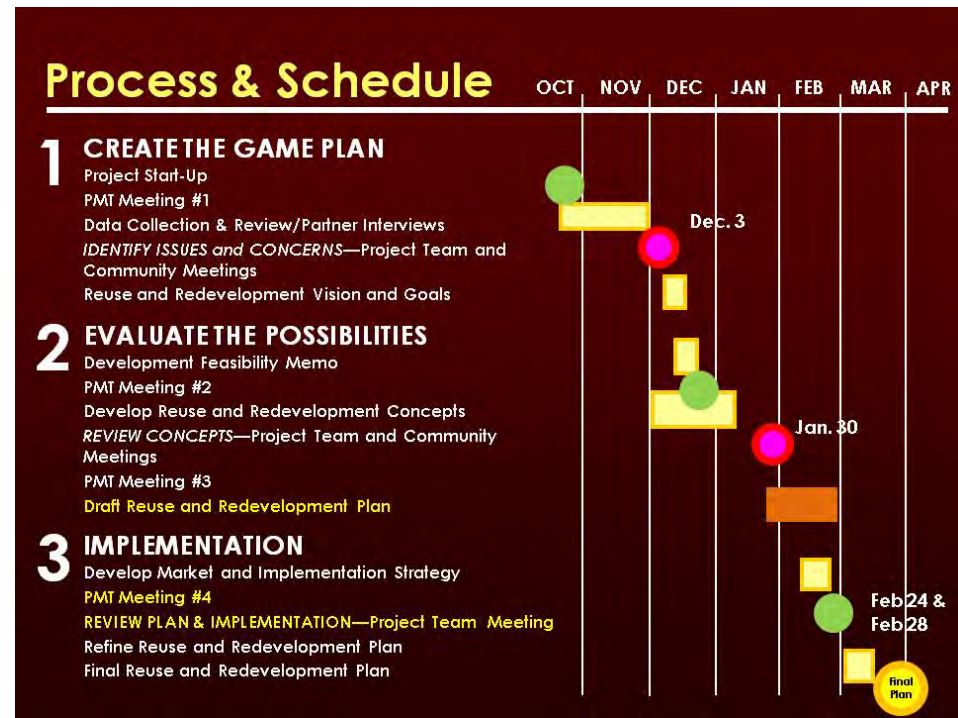 Process & Schedule
OCT NOV DEC JAN FEB MAR APR
1 CREATE THE GAME PLAN
Project Start-Up
PMT Meeting #1
Data Collection & Review/Partner Interviews
IDENTIFY ISSUES and CONCERNS—Project Team and
Community Meetings
Reuse and Redevelopment Vision and Goals
Dec. 3
2 EVALUATE THE POSSIBILITIES
Development Feasibility Memo
PMT Meeting #2
Develop Reuse and Redevelopment Concepts
REVIEW CONCEPTS—Project Team and Community
Meetings
PMT Meeting #3
Draft Reuse and Redevelopment Plan
Jan. 30
3 IMPLEMENTATION
Develop Market and Implementation Strategy
PMT Meeting #4
REVIEW PLAN & IMPLEMENTATION—Project Team Meeting
Refine Reuse and Redevelopment Plan
Final Reuse and Redevelopment Plan
Feb 24 &
Feb 28
Final
Plan